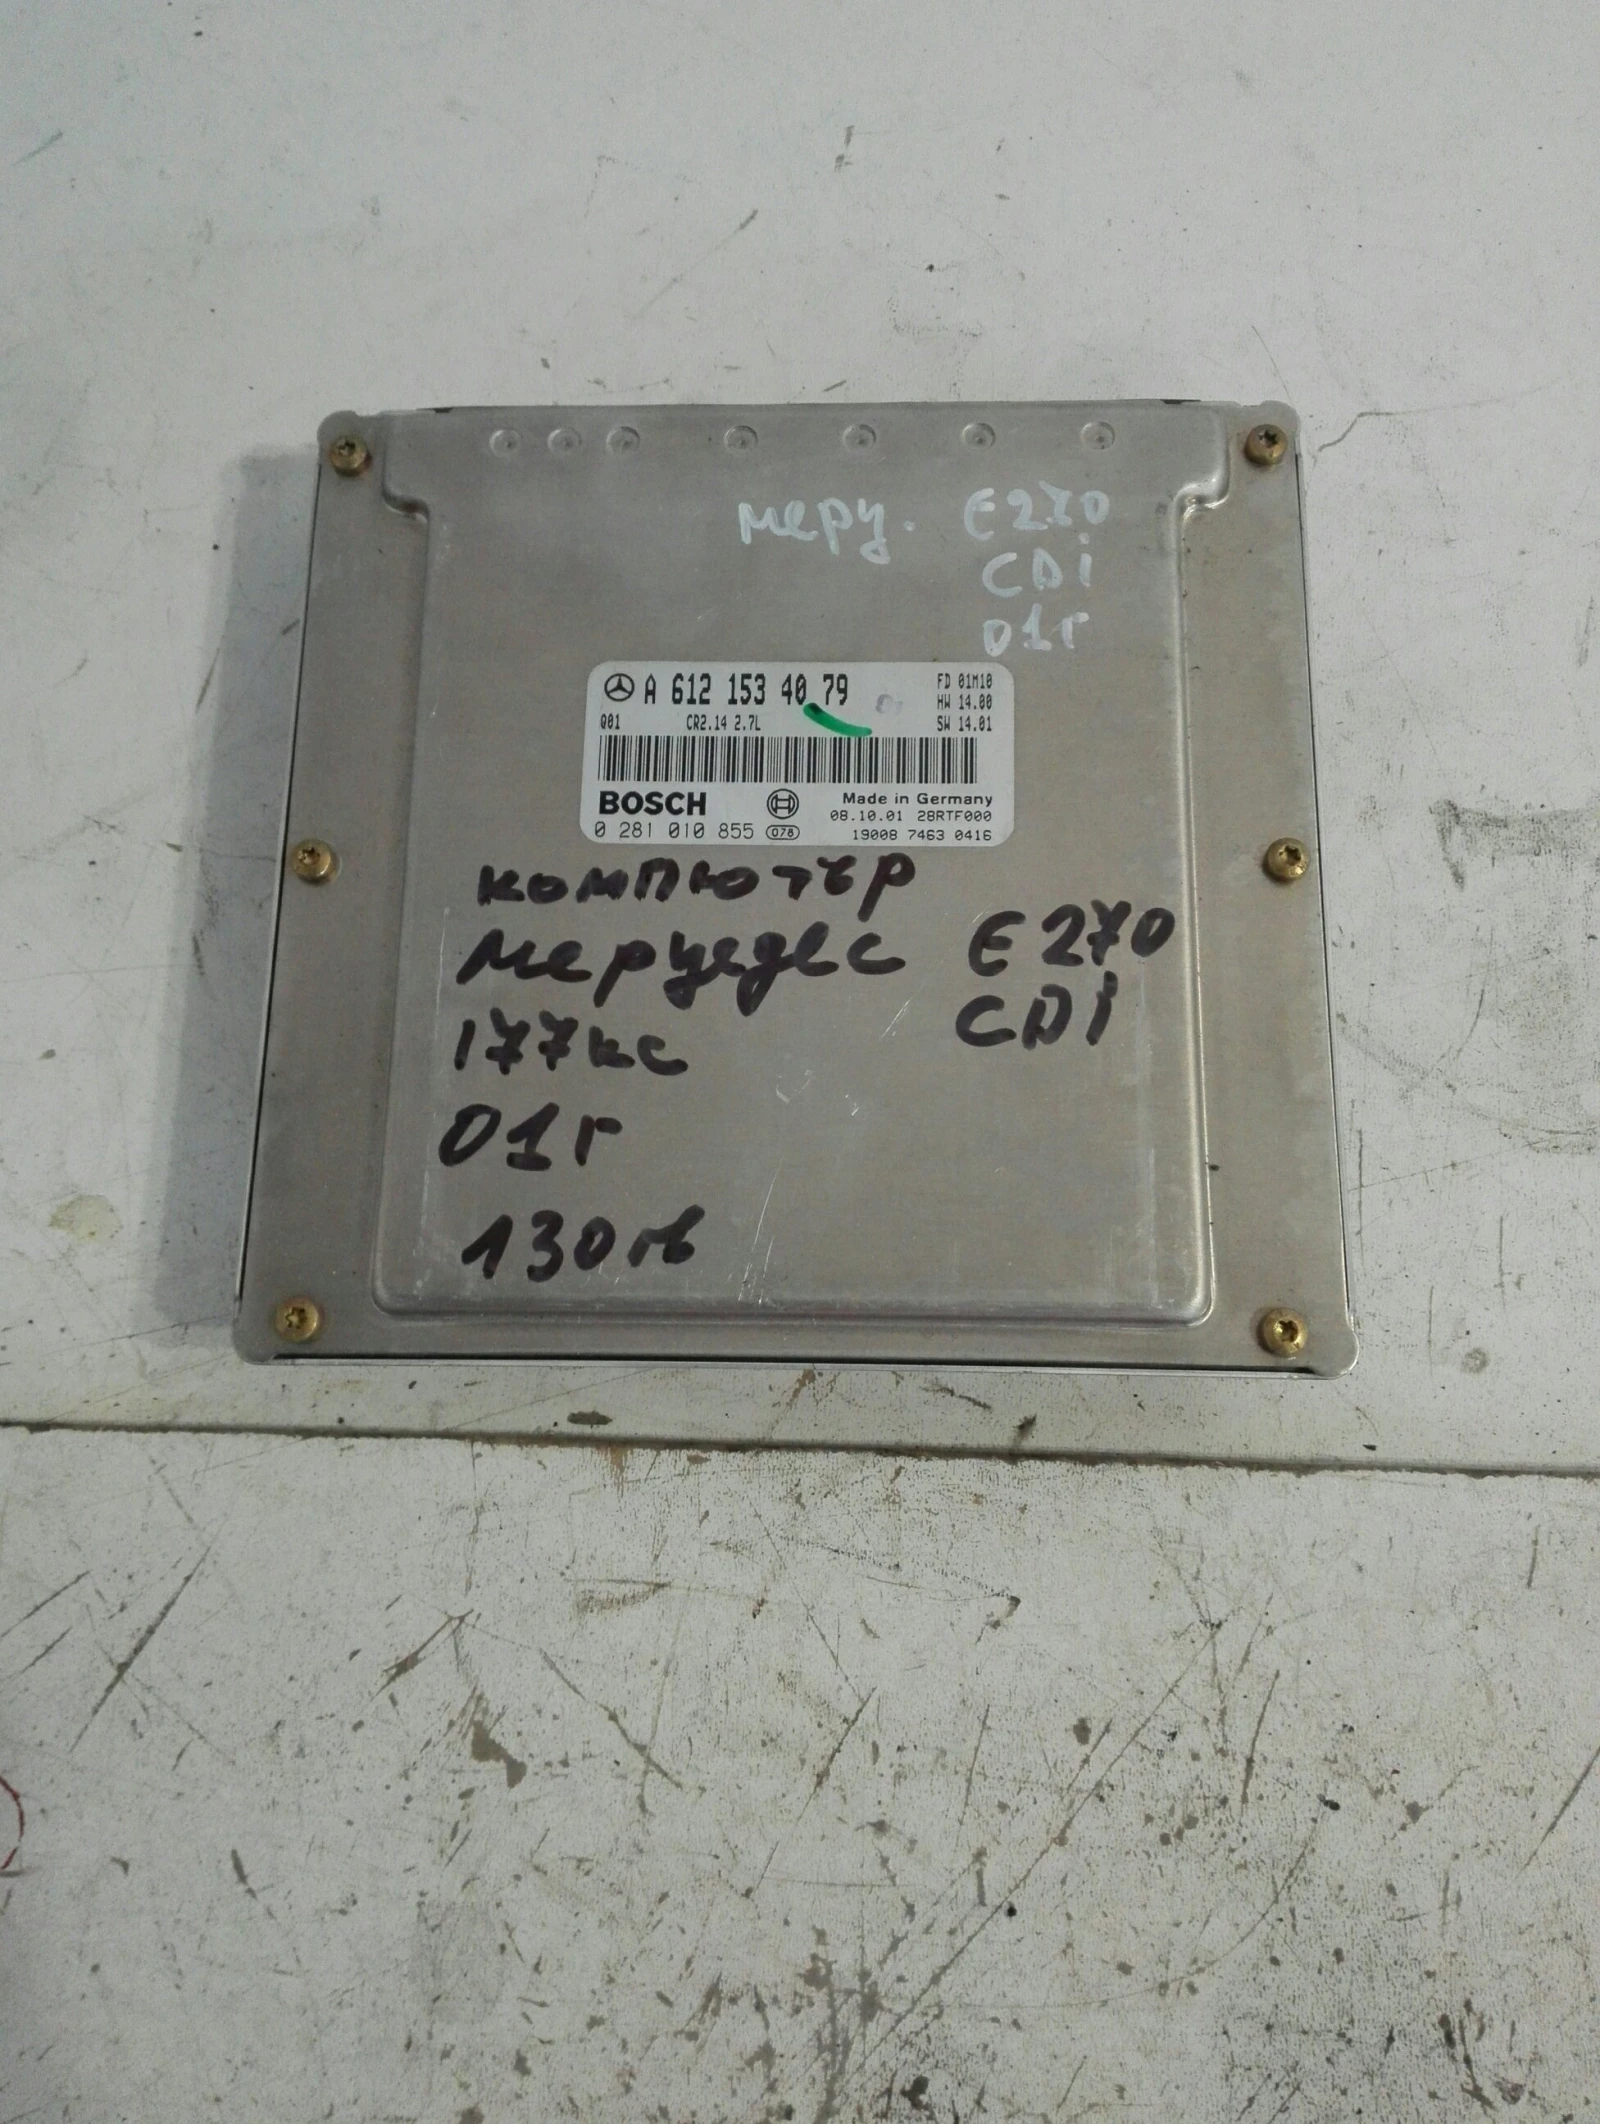 мерц. E270
CDi
01г
A 612 153 40 79
FD 01M10
HW 14.00
Q01 CR2.14 2.7L SW 14.01
BOSCH Made in Germany
08.10.01 28RTF000
0 281 010 855 078 19008 7463 0416
компютър
мерцедес E270
177кс CDi
01г
130лв